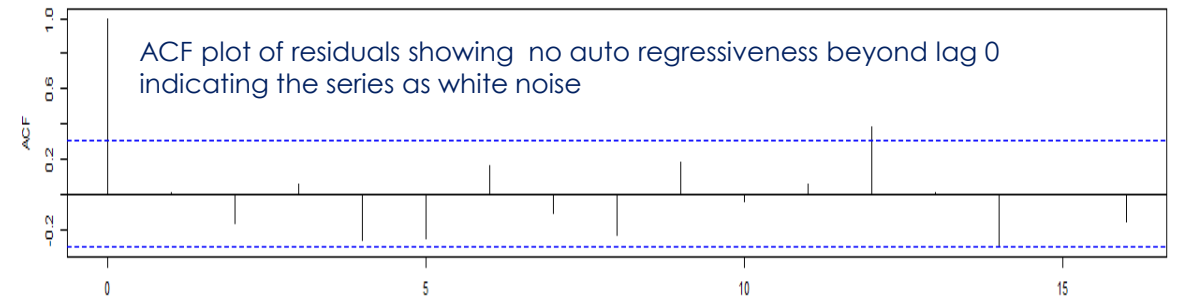 1.0
ACF plot of residuals showing  no auto regressiveness beyond lag 0
indicating the series as white noise
0.6
ACF
0.2
-0.2
0 5 10 15